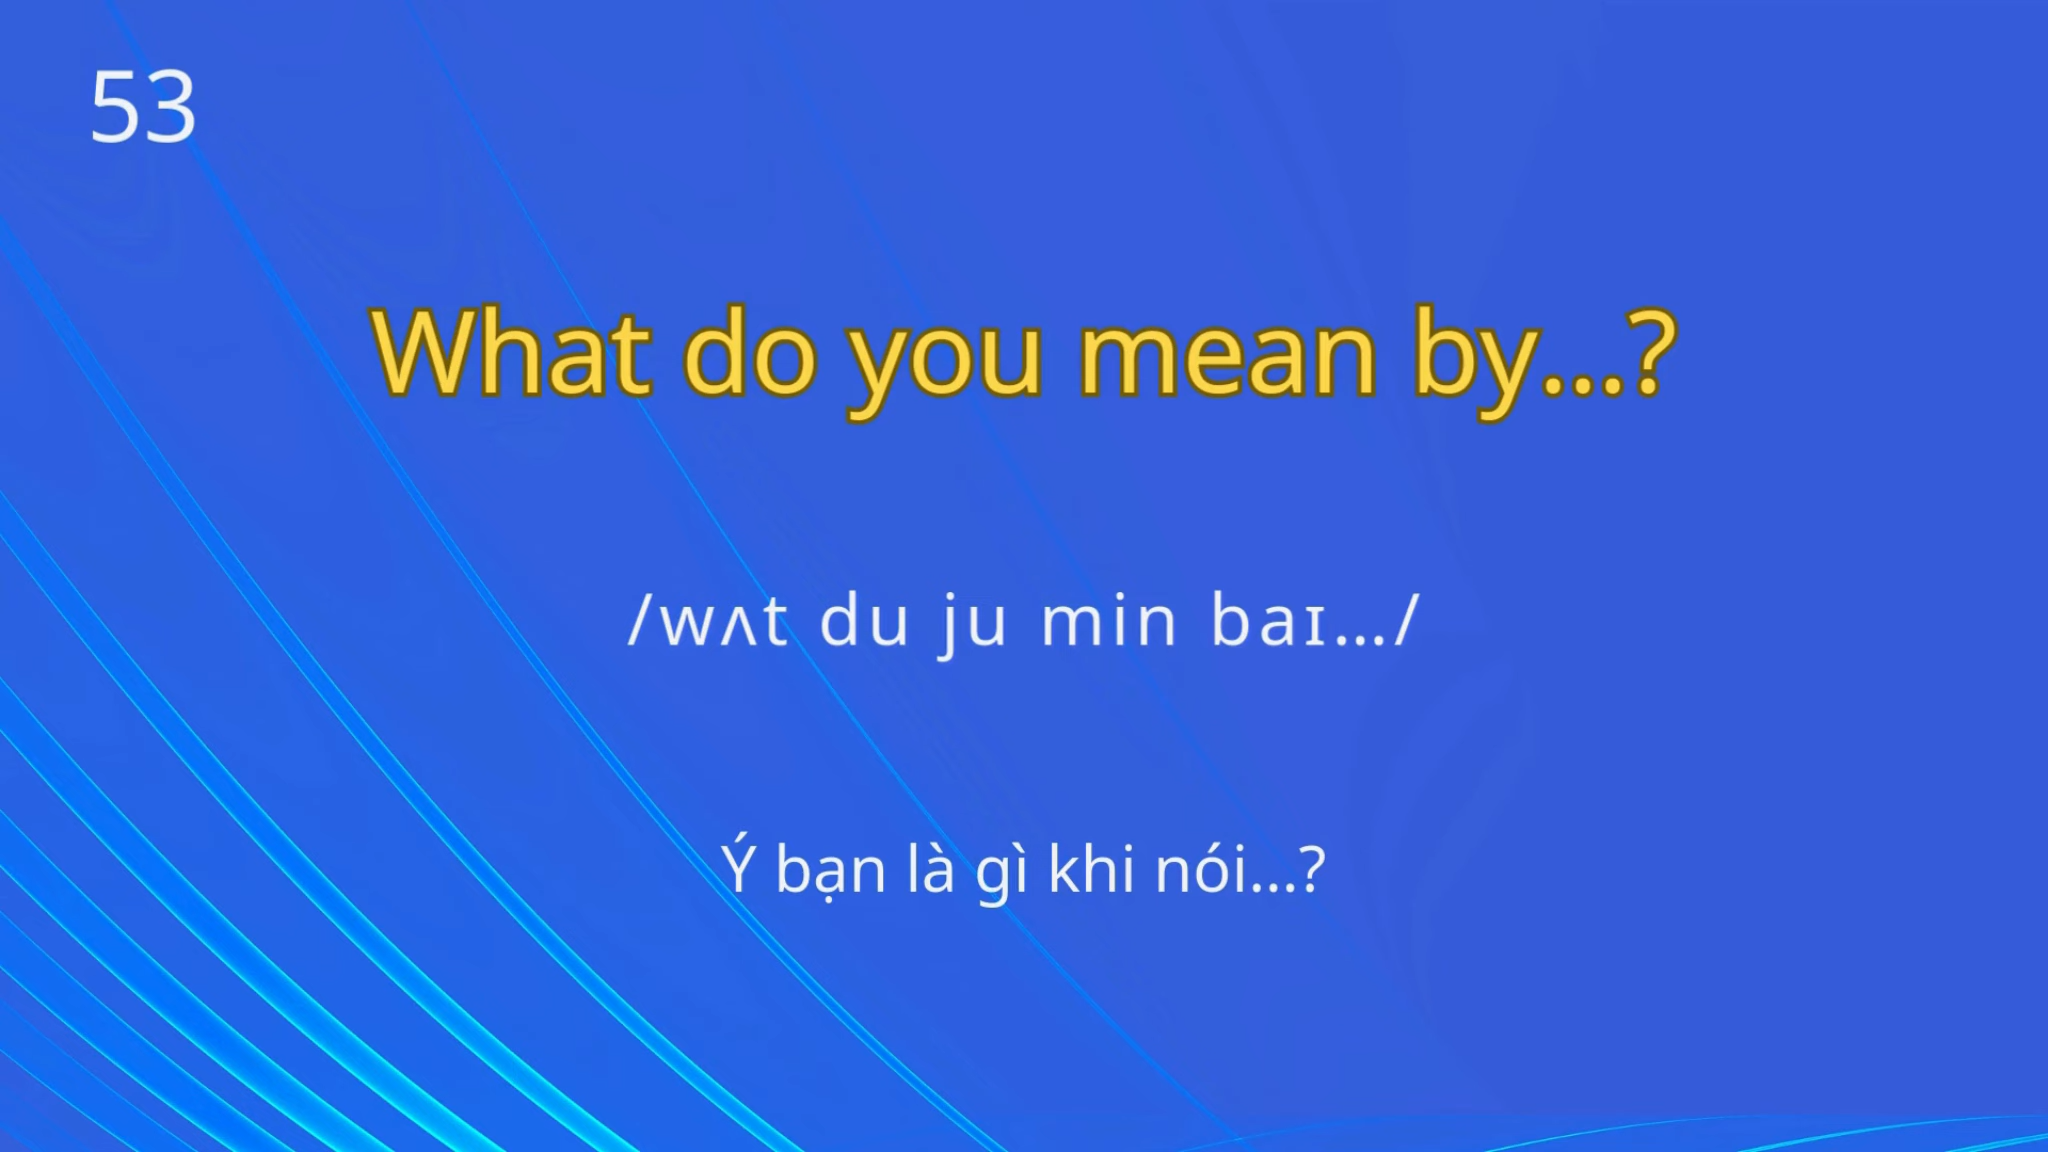 53
What do you mean by...?
/wʌt du ju min baɪ.../
Ý bạn là gì khi nói...?